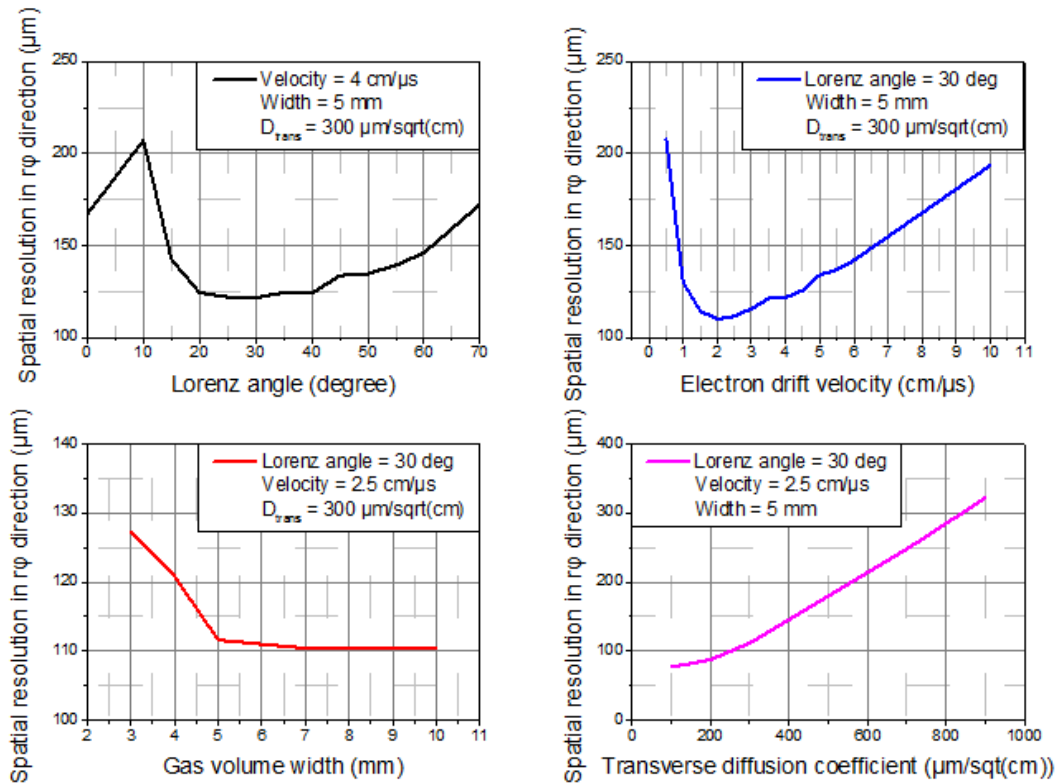 Spatial resolution in rφ direction (µm)
250
200
150
100
Velocity = 4 cm/µs
Width = 5 mm
D_trans = 300 µm/sqrt(cm)
0 10 20 30 40 50 60 70
Lorenz angle (degree)
Spatial resolution in rφ direction (µm)
250
200
150
100
Lorenz angle = 30 deg
Width = 5 mm
D_trans = 300 µm/sqrt(cm)
0 1 2 3 4 5 6 7 8 9 10 11
Electron drift velocity (cm/µs)
Spatial resolution in rφ direction (µm)
140
130
120
110
100
Lorenz angle = 30 deg
Velocity = 2.5 cm/µs
D_trans = 300 µm/sqrt(cm)
2 3 4 5 6 7 8 9 10 11
Gas volume width (mm)
Spatial resolution in rφ direction (µm)
400
300
200
100
0
Lorenz angle = 30 deg
Velocity = 2.5 cm/µs
Width = 5 mm
0 200 400 600 800 1000
Transverse diffusion coefficient (µm/sqt(cm))